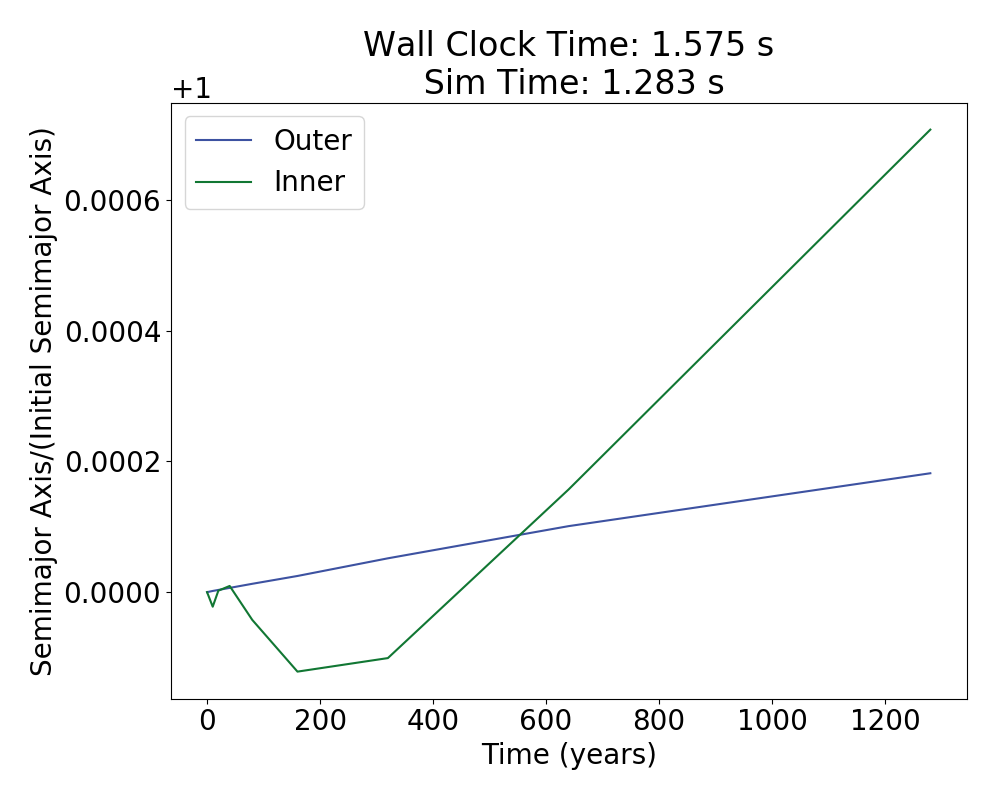 Wall Clock Time: 1.575 s
Sim Time: 1.283 s
+1
Outer
Inner
Semimajor Axis/(Initial Semimajor Axis)
0.0006
0.0004
0.0002
0.0000
0 200 400 600 800 1000 1200
Time (years)